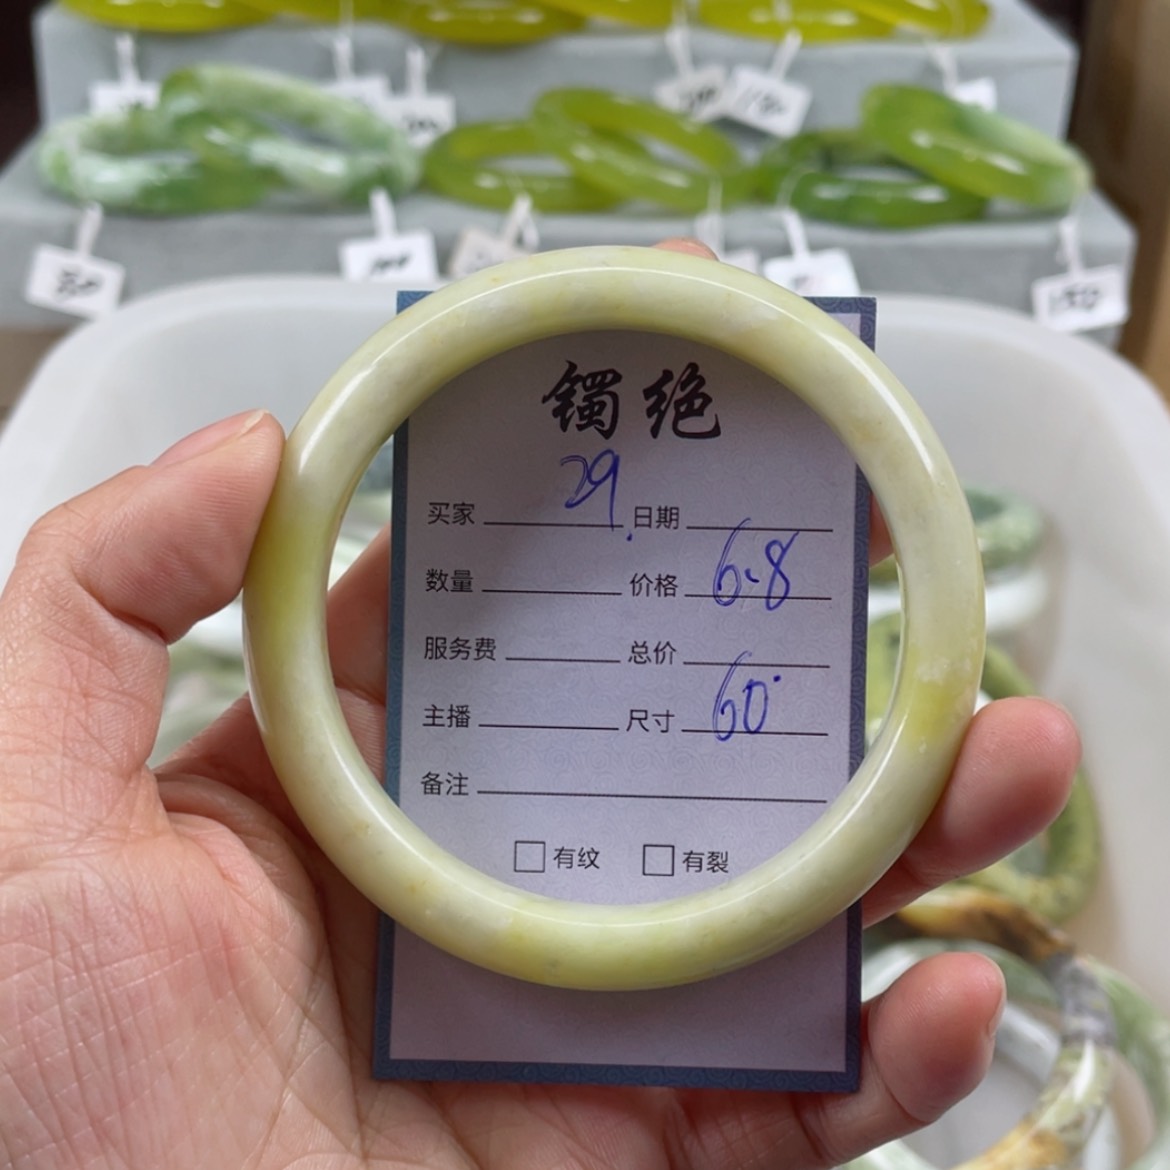 镯绝
29.
买家 日期
数量 价格 6.8
服务费 总价
主播 尺寸 60
备注
有纹 有裂